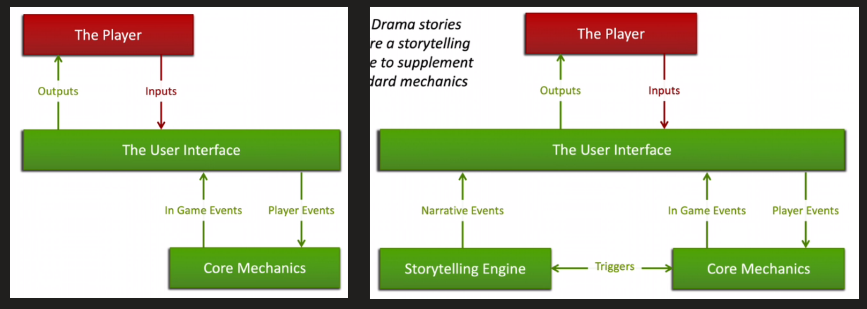 The Player
Outputs
Inputs
The User Interface
In Game Events
Player Events
Core Mechanics
Drama stories
re a storytelling
e to supplement
dard mechanics
The Player
Outputs
Inputs
The User Interface
Narrative Events
In Game Events
Player Events
Storytelling Engine
Triggers
Core Mechanics